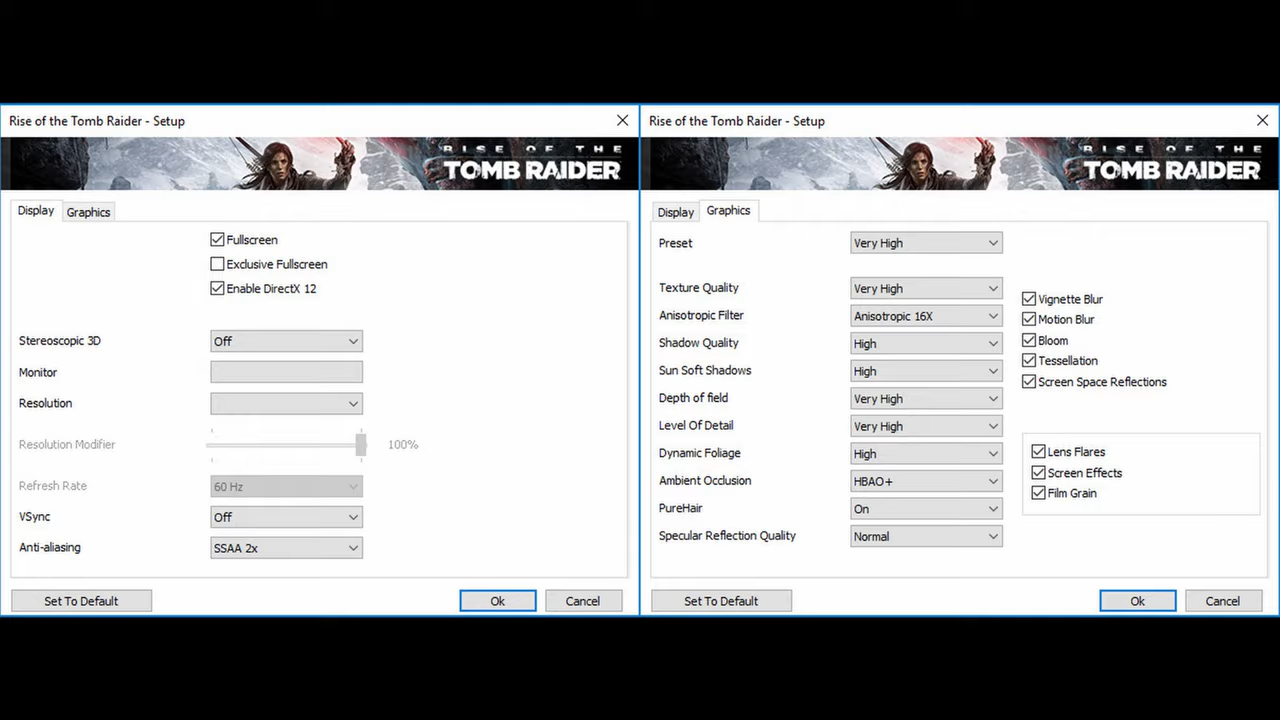 Rise of the Tomb Raider - Setup
RISE OF THE
TOMB RAIDER
Display Graphics
Fullscreen
Exclusive Fullscreen
Enable DirectX 12
Stereoscopic 3D Off
Monitor
Resolution
Resolution Modifier 100%
Refresh Rate 60 Hz
VSync Off
Anti-aliasing SSAA 2x
Set To Default Ok Cancel
Rise of the Tomb Raider - Setup
RISE OF THE
TOMB RAIDER
Display Graphics
Preset Very High
Texture Quality Very High
Anisotropic Filter Anisotropic 16X
Shadow Quality High
Sun Soft Shadows High
Depth of field Very High
Level Of Detail Very High
Dynamic Foliage High
Ambient Occlusion HBAO+
PureHair On
Specular Reflection Quality Normal
Vignette Blur
Motion Blur
Bloom
Tessellation
Screen Space Reflections
Lens Flares
Screen Effects
Film Grain
Set To Default Ok Cancel